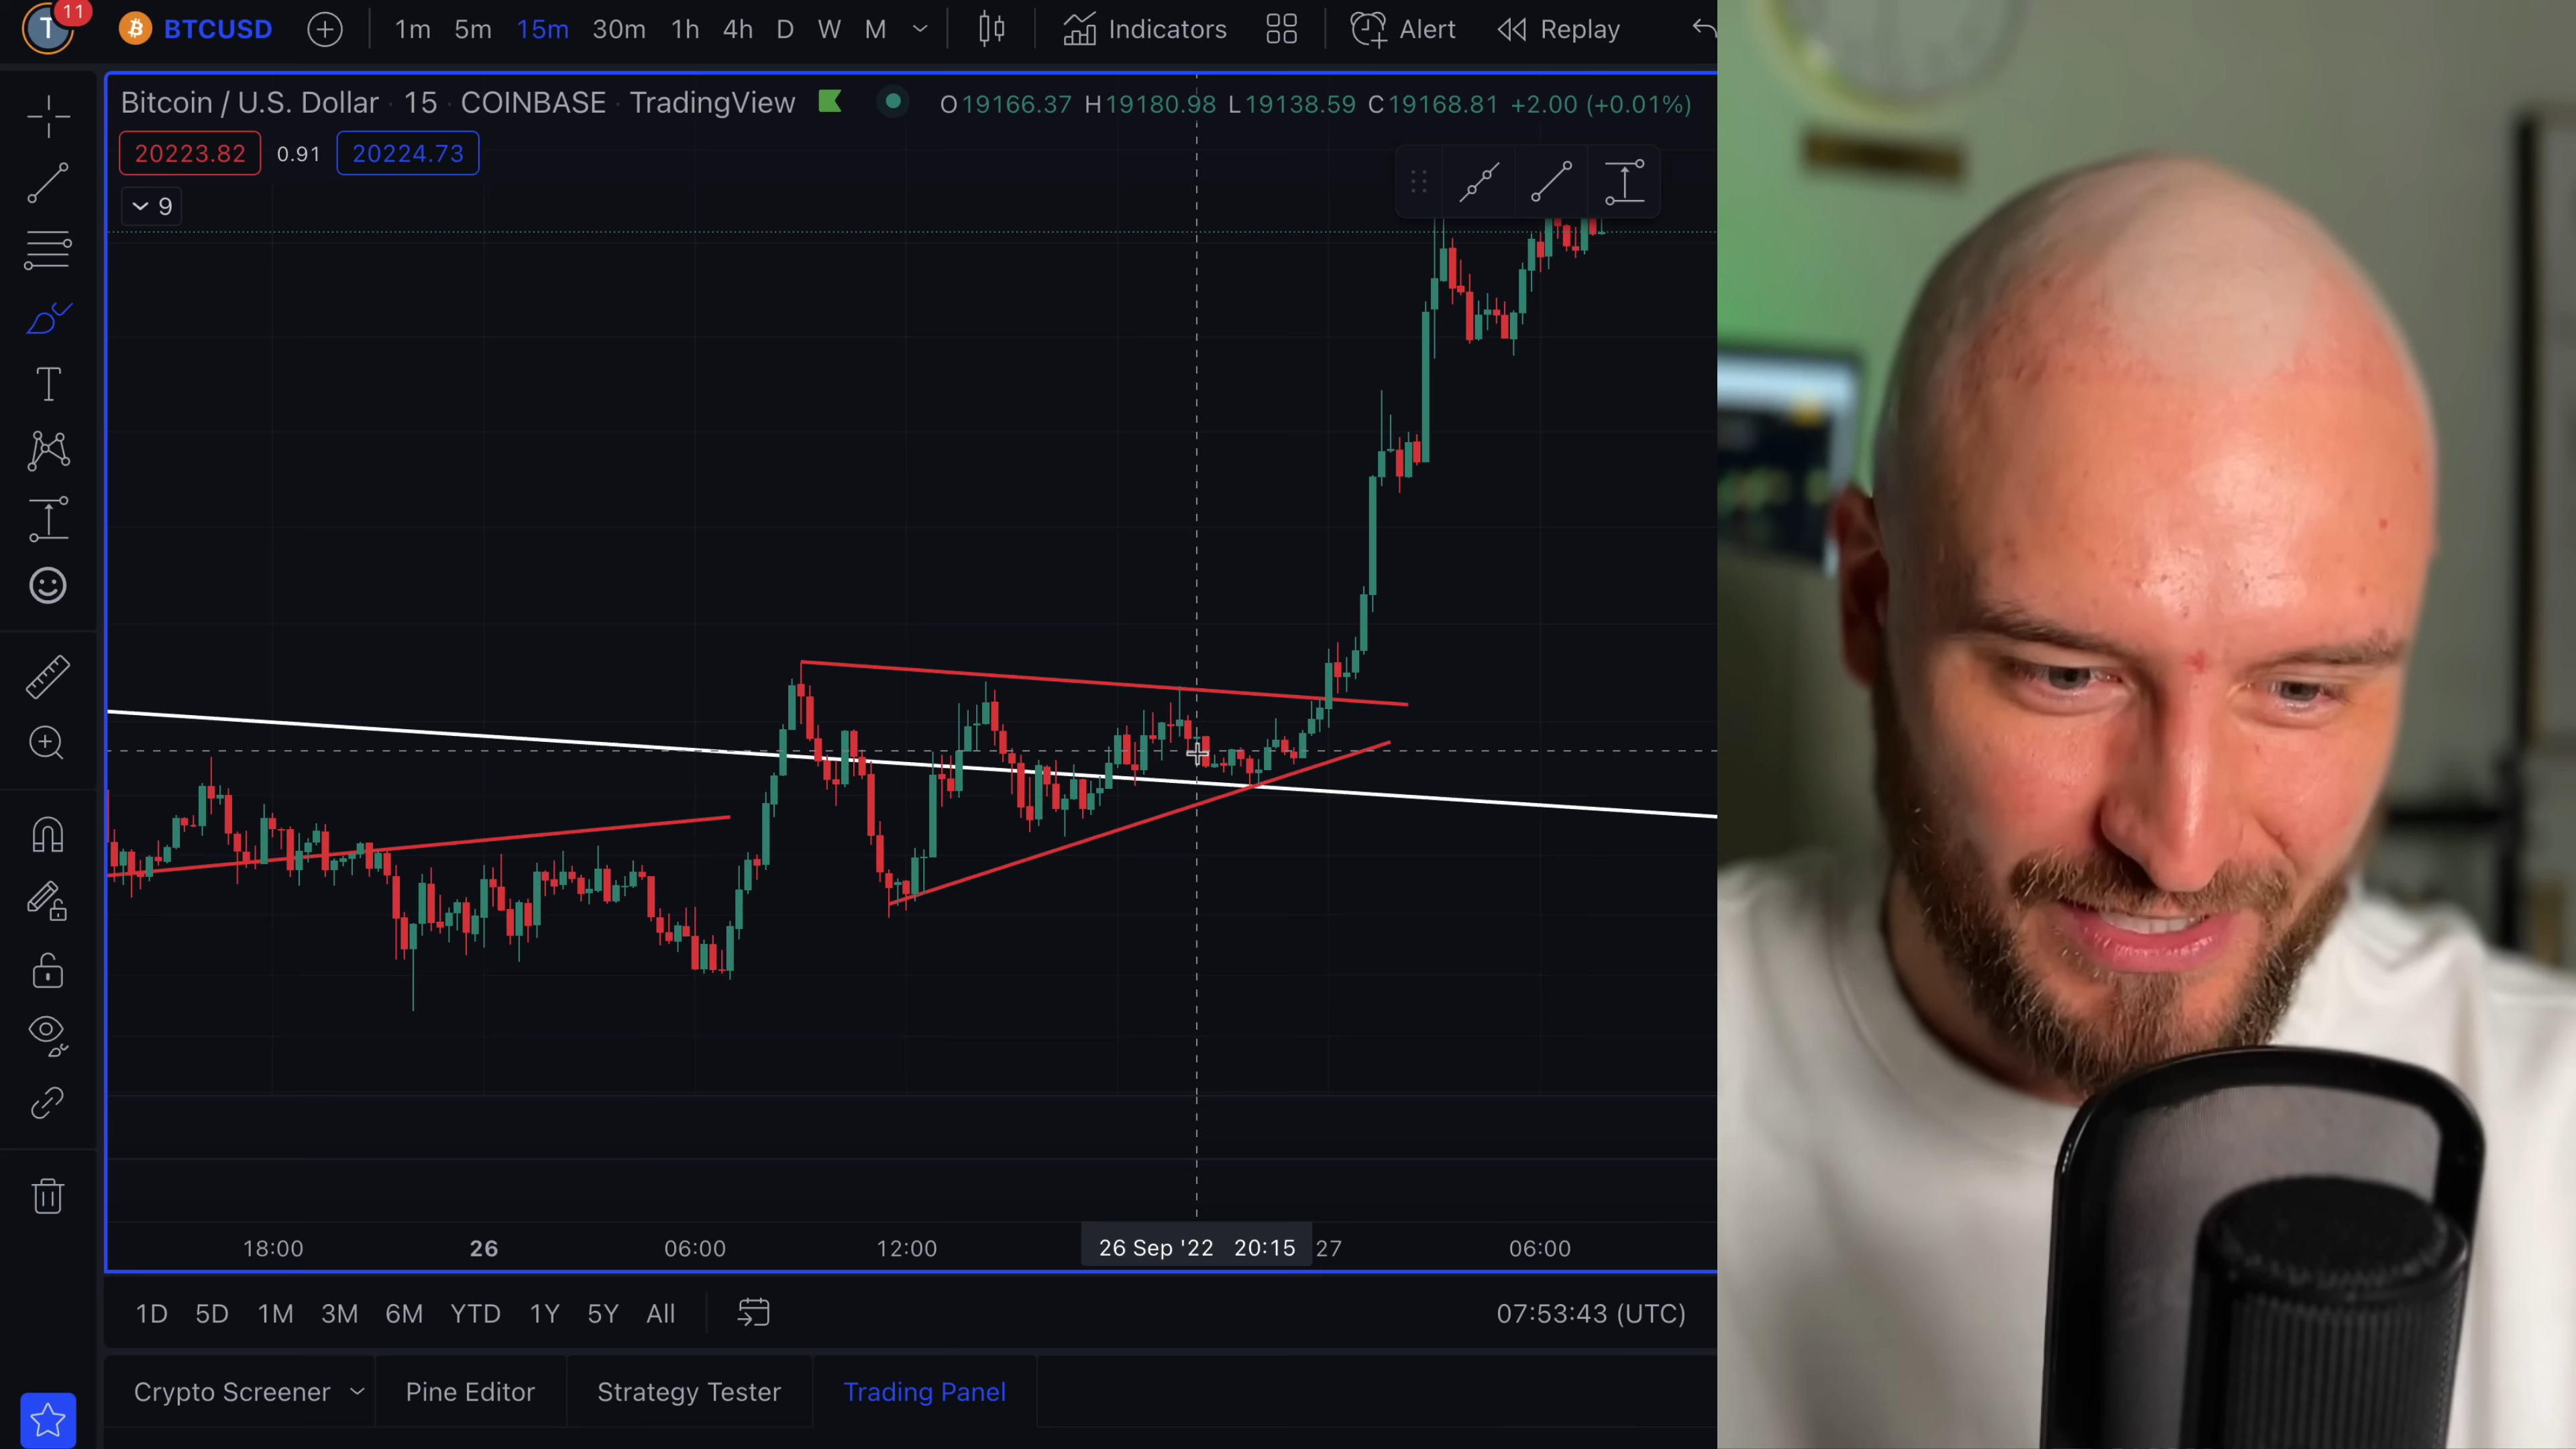 11
T BTCUSD 1m 5m 15m 30m 1h 4h D W M Indicators Alert Replay
Bitcoin / U.S. Dollar · 15 · COINBASE · TradingView O19166.37 H19180.98 L19138.59 C19168.81 +2.00 (+0.01%)
20223.82 0.91 20224.73
9
18:00 26 06:00 12:00 26 Sep '22 20:15 27 06:00
1D 5D 1M 3M 6M YTD 1Y 5Y All 07:53:43 (UTC)
Crypto Screener Pine Editor Strategy Tester Trading Panel